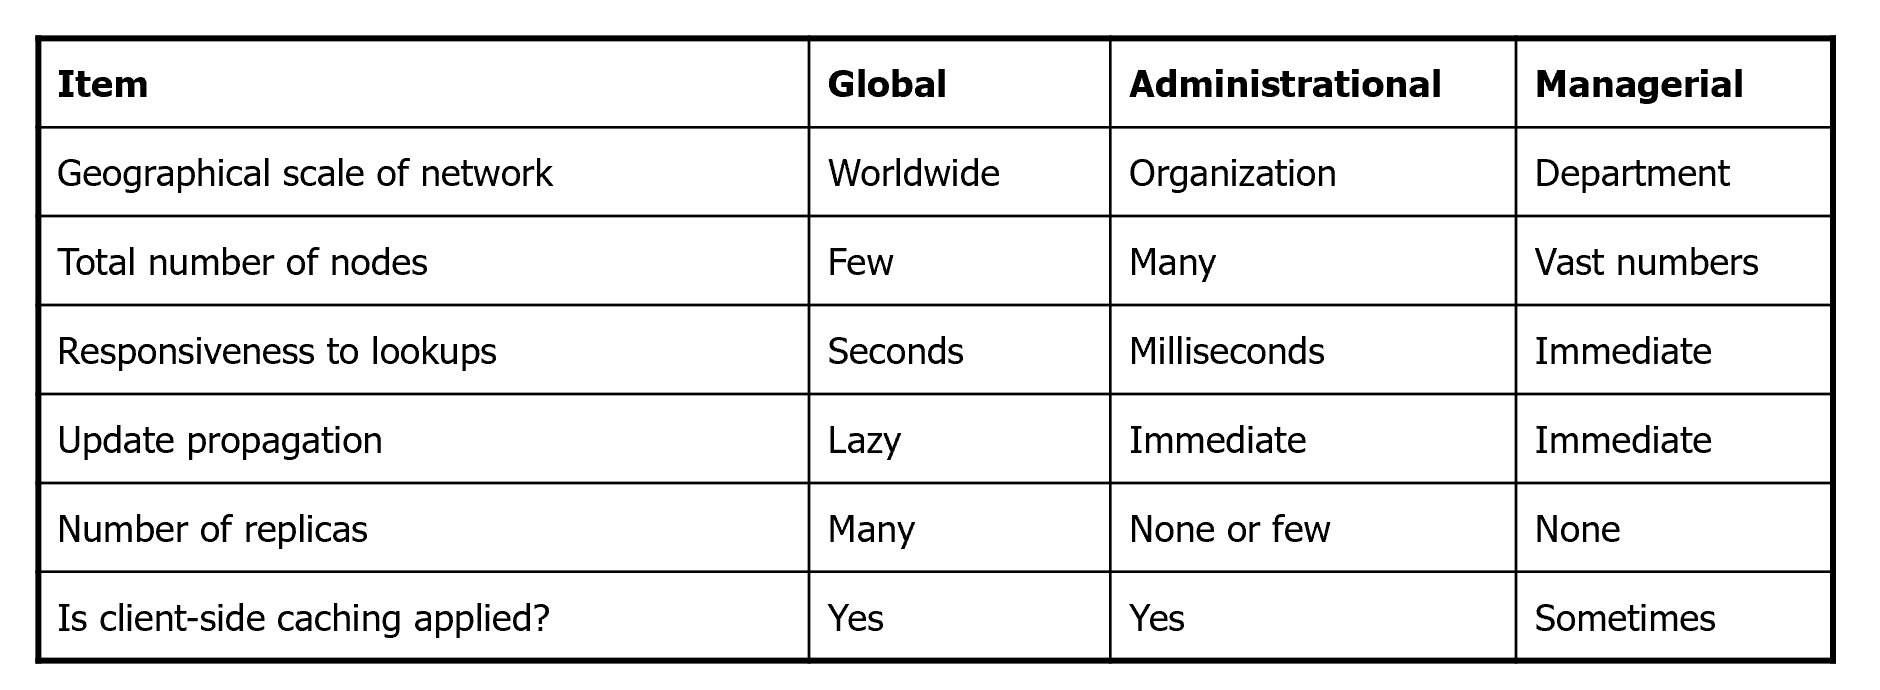 Item Global Administrational Managerial
Geographical scale of network Worldwide Organization Department
Total number of nodes Few Many Vast numbers
Responsiveness to lookups Seconds Milliseconds Immediate
Update propagation Lazy Immediate Immediate
Number of replicas Many None or few None
Is client-side caching applied? Yes Yes Sometimes